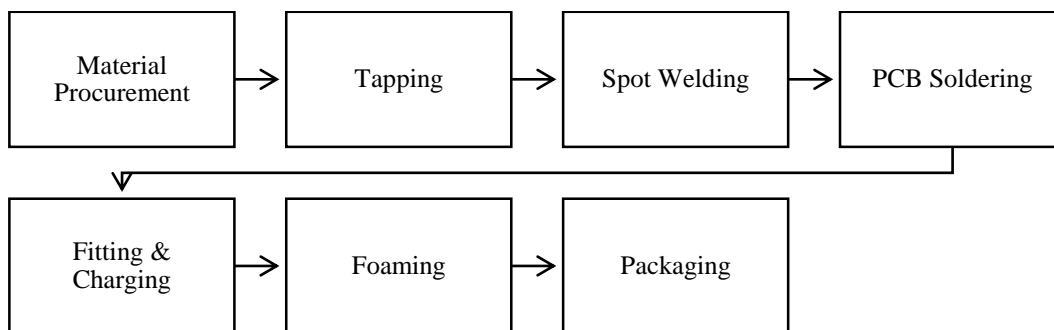 Material
Procurement
Tapping
Spot Welding
PCB Soldering
Fitting &
Charging
Foaming
Packaging